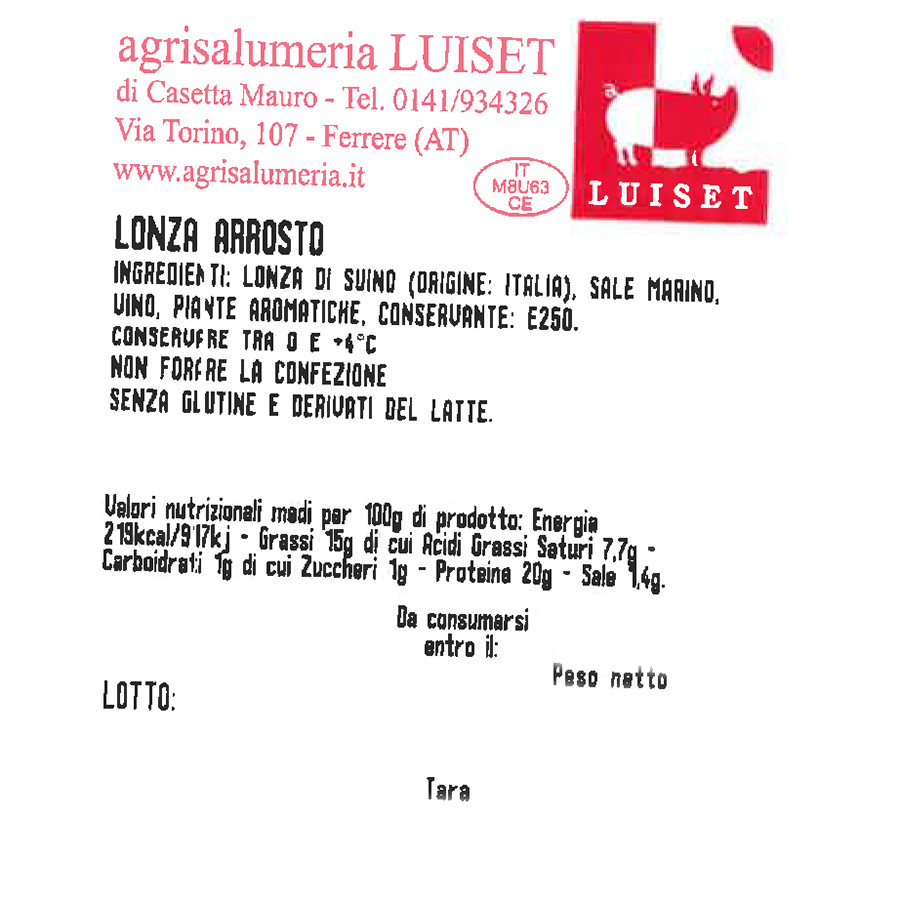 agrisalumeria LUISET
di Casetta Mauro - Tel. 0141/934326
Via Torino, 107 - Ferrere (AT)
www.agrisalumeria.it
IT
M8U63
CE
LUISET
LONZA ARROSTO
INGREDIENTI: LONZA DI SUINO (ORIGINE: ITALIA), SALE MARINO,
VINO, PIANTE AROMATICHE, CONSERVANTE: E250.
CONSERVARE TRA 0 E +4°C
NON FORARE LA CONFEZIONE
SENZA GLUTINE E DERIVATI DEL LATTE.
Valori nutrizionali medi per 100g di prodotto: Energia
219kcal/917kj - Grassi 15g di cui Acidi Grassi Saturi 7,7g -
Carboidrati 1g di cui Zuccheri 1g - Proteine 20g - Sale 1,4g.
Da consumarsi
entro il:
Peso netto
LOTTO:
Tara